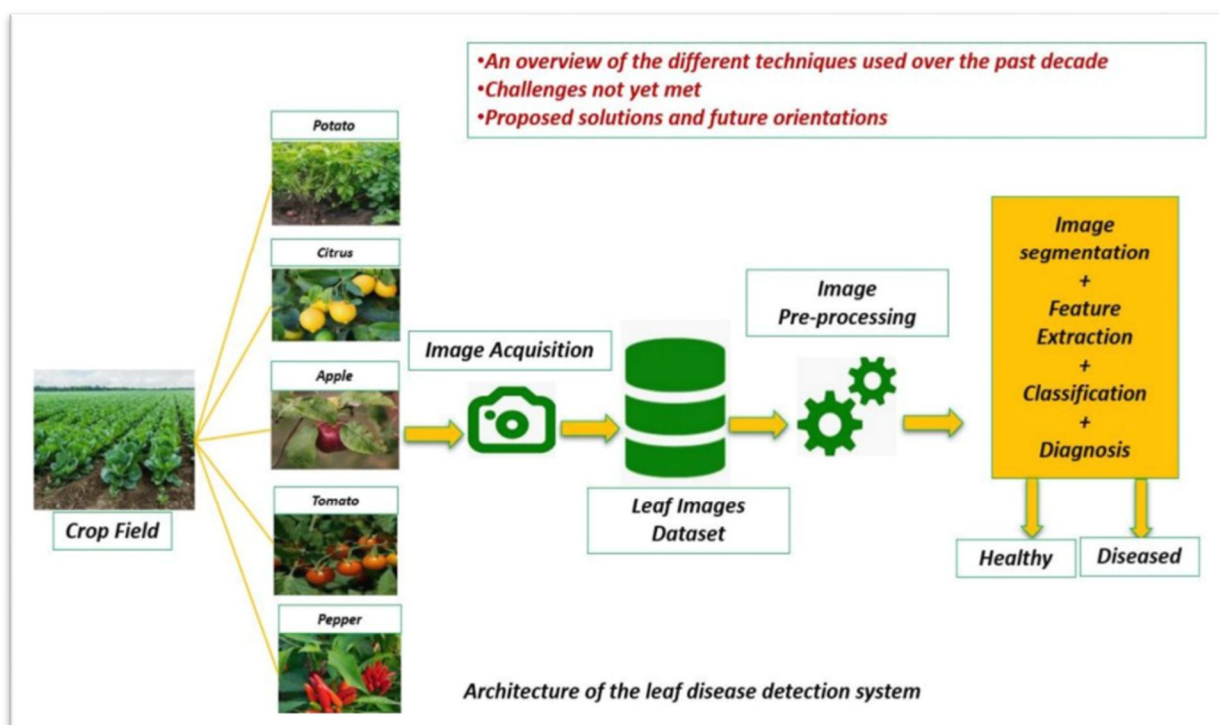 •An overview of the different techniques used over the past decade
•Challenges not yet met
•Proposed solutions and future orientations
Potato
Citrus
Apple
Tomato
Pepper
Crop Field
Image Acquisition
Leaf Images
Dataset
Image
Pre-processing
Image
segmentation
+
Feature
Extraction
+
Classification
+
Diagnosis
Healthy
Diseased
Architecture of the leaf disease detection system